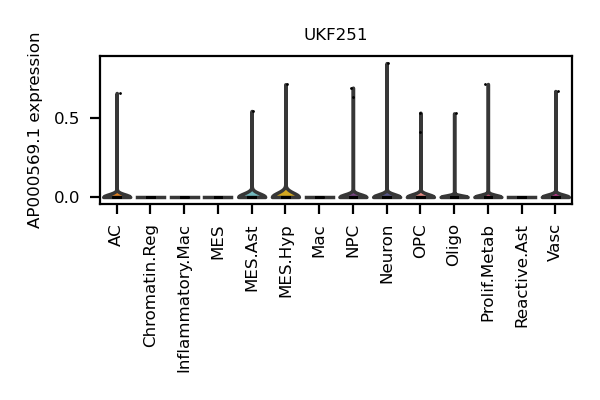 UKF251
AP000569.1 expression
0.5
0.0
AC
Chromatin.Reg
Inflammatory.Mac
MES
MES.Ast
MES.Hyp
Mac
NPC
Neuron
OPC
Oligo
Prolif.Metab
Reactive.Ast
Vasc